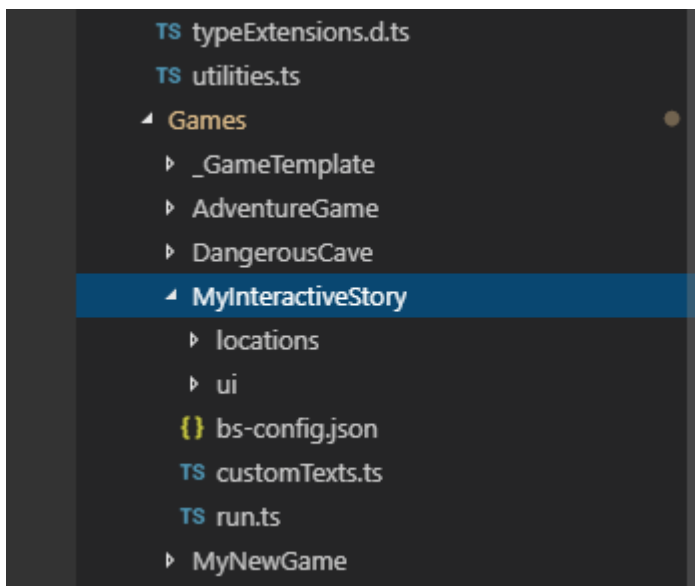 TS typeExtensions.d.ts
TS utilities.ts
Games
_GameTemplate
AdventureGame
DangerousCave
MyInteractiveStory
locations
ui
{} bs-config.json
TS customTexts.ts
TS run.ts
MyNewGame